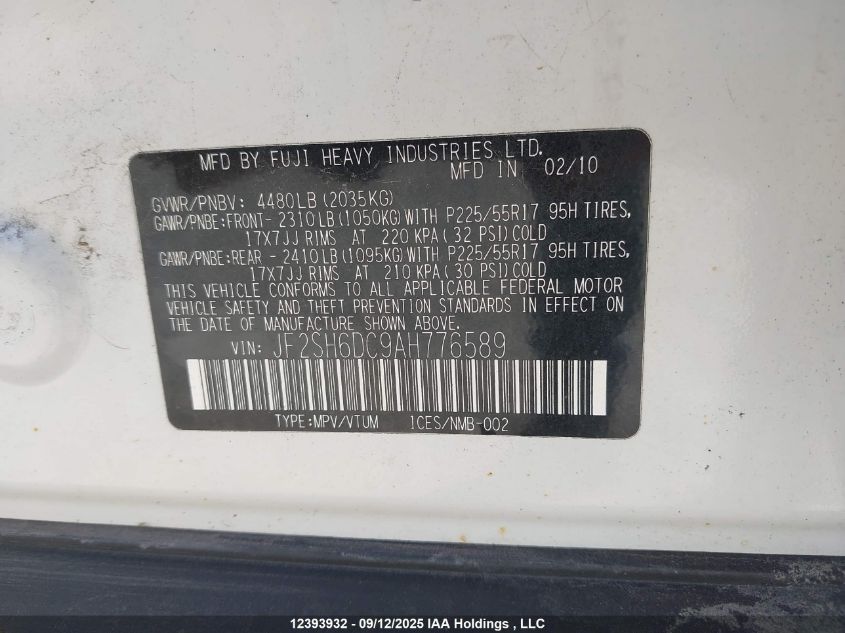 MFD BY FUJI HEAVY INDUSTRIES LTD.
MFD IN 02/10
GVWR/PNBV: 4480LB (2035KG)
GAWR/PNBE:FRONT- 2310LB (1050KG) WITH P225/55R17 95H TIRES,
17X7JJ RIMS AT 220 KPA (32 PSI) COLD
GAWR/PNBE:REAR - 2410LB (1095KG) WITH P225/55R17 95H TIRES,
17X7JJ RIMS AT 210 KPA (30 PSI) COLD
THIS VEHICLE CONFORMS TO ALL APPLICABLE FEDERAL MOTOR
VEHICLE SAFETY AND THEFT PREVENTION STANDARDS IN EFFECT ON
THE DATE OF MANUFACTURE SHOWN ABOVE.
VIN: JF2SH6DC9AH776589
TYPE:MPV/VTUM ICES/NMB-002
12393932 - 09/12/2025 IAA Holdings , LLC